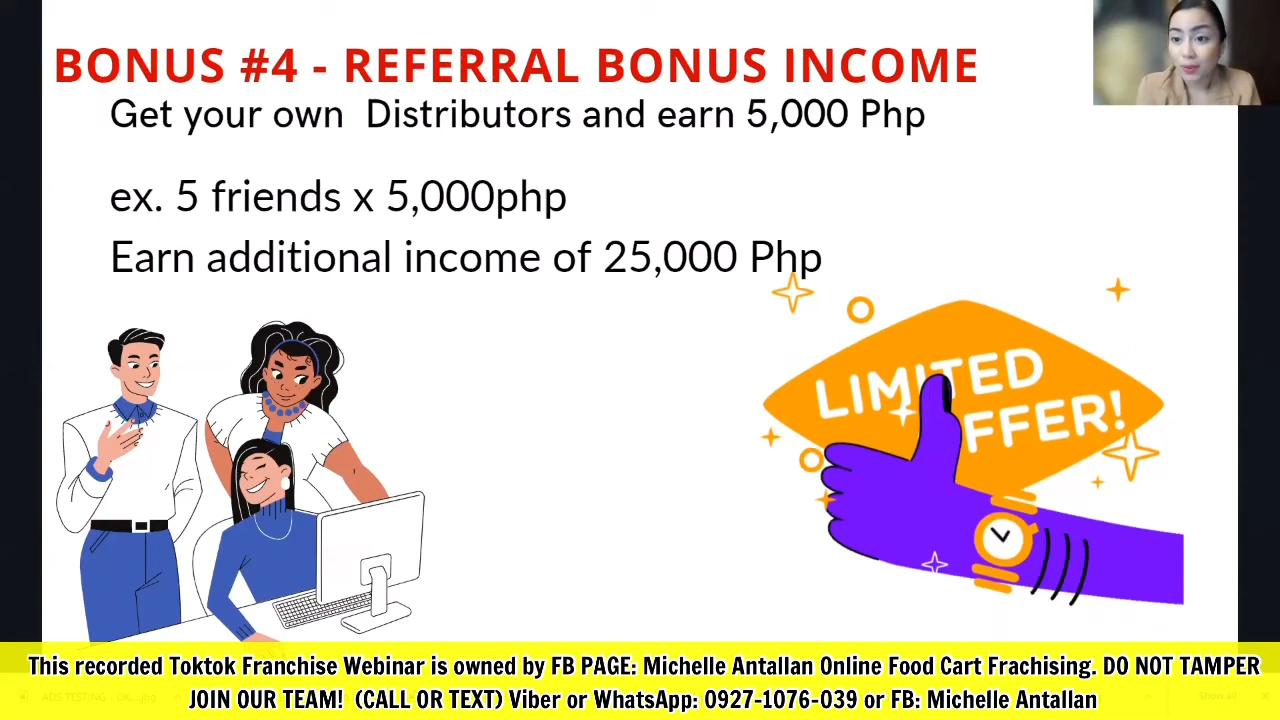 BONUS #4 - REFERRAL BONUS INCOME
Get your own Distributors and earn 5,000 Php
ex. 5 friends x 5,000php
Earn additional income of 25,000 Php
LIMITED
FFER!
This recorded Toktok Franchise Webinar is owned by FB PAGE: Michelle Antallan Online Food Cart Frachising. DO NOT TAMPER
JOIN OUR TEAM! (CALL OR TEXT) Viber or WhatsApp: 0927-1076-039 or FB: Michelle Antallan
Show all